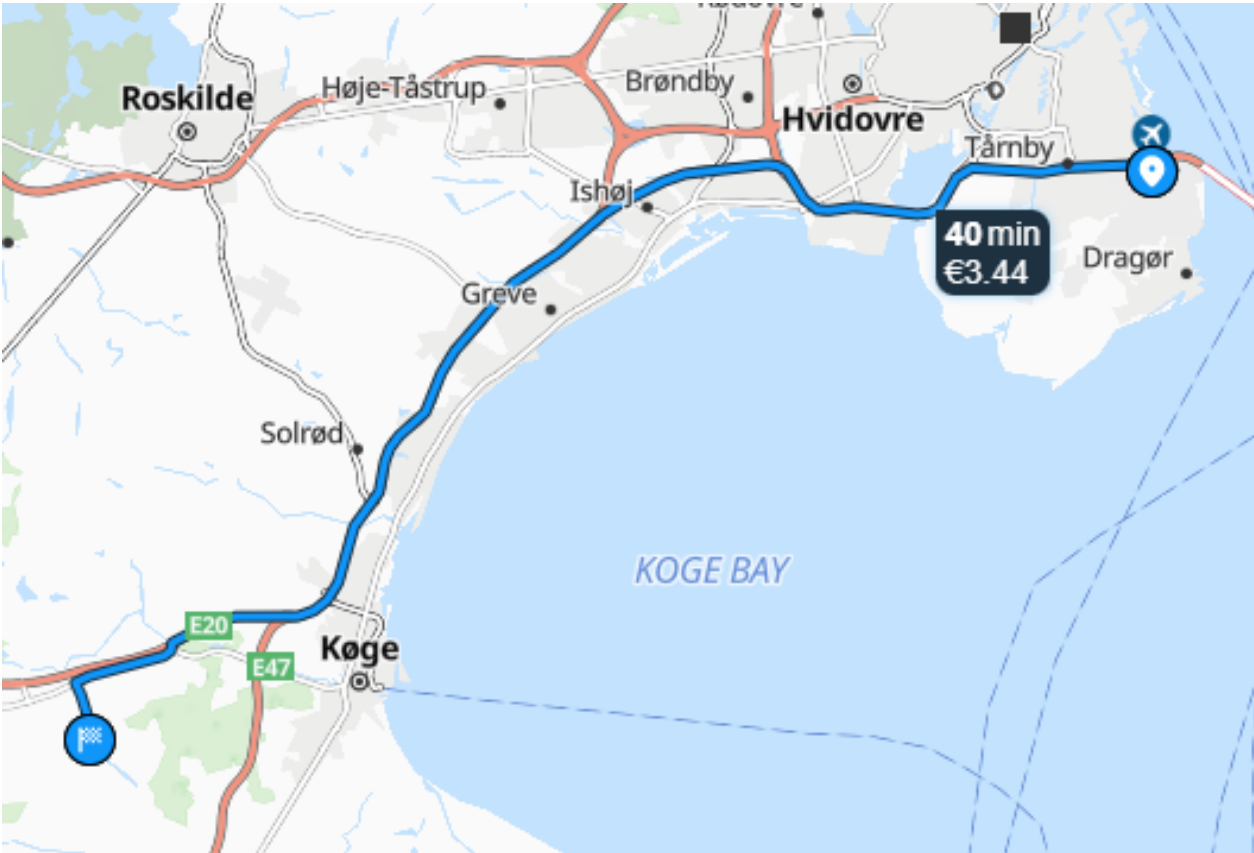 Roskilde
Høje-Tåstrup
Brøndby
Hvidovre
Tårnby
Ishøj
40 min
€3.44
Dragør
Greve
Solrød
KOGE BAY
E20
Køge
E47